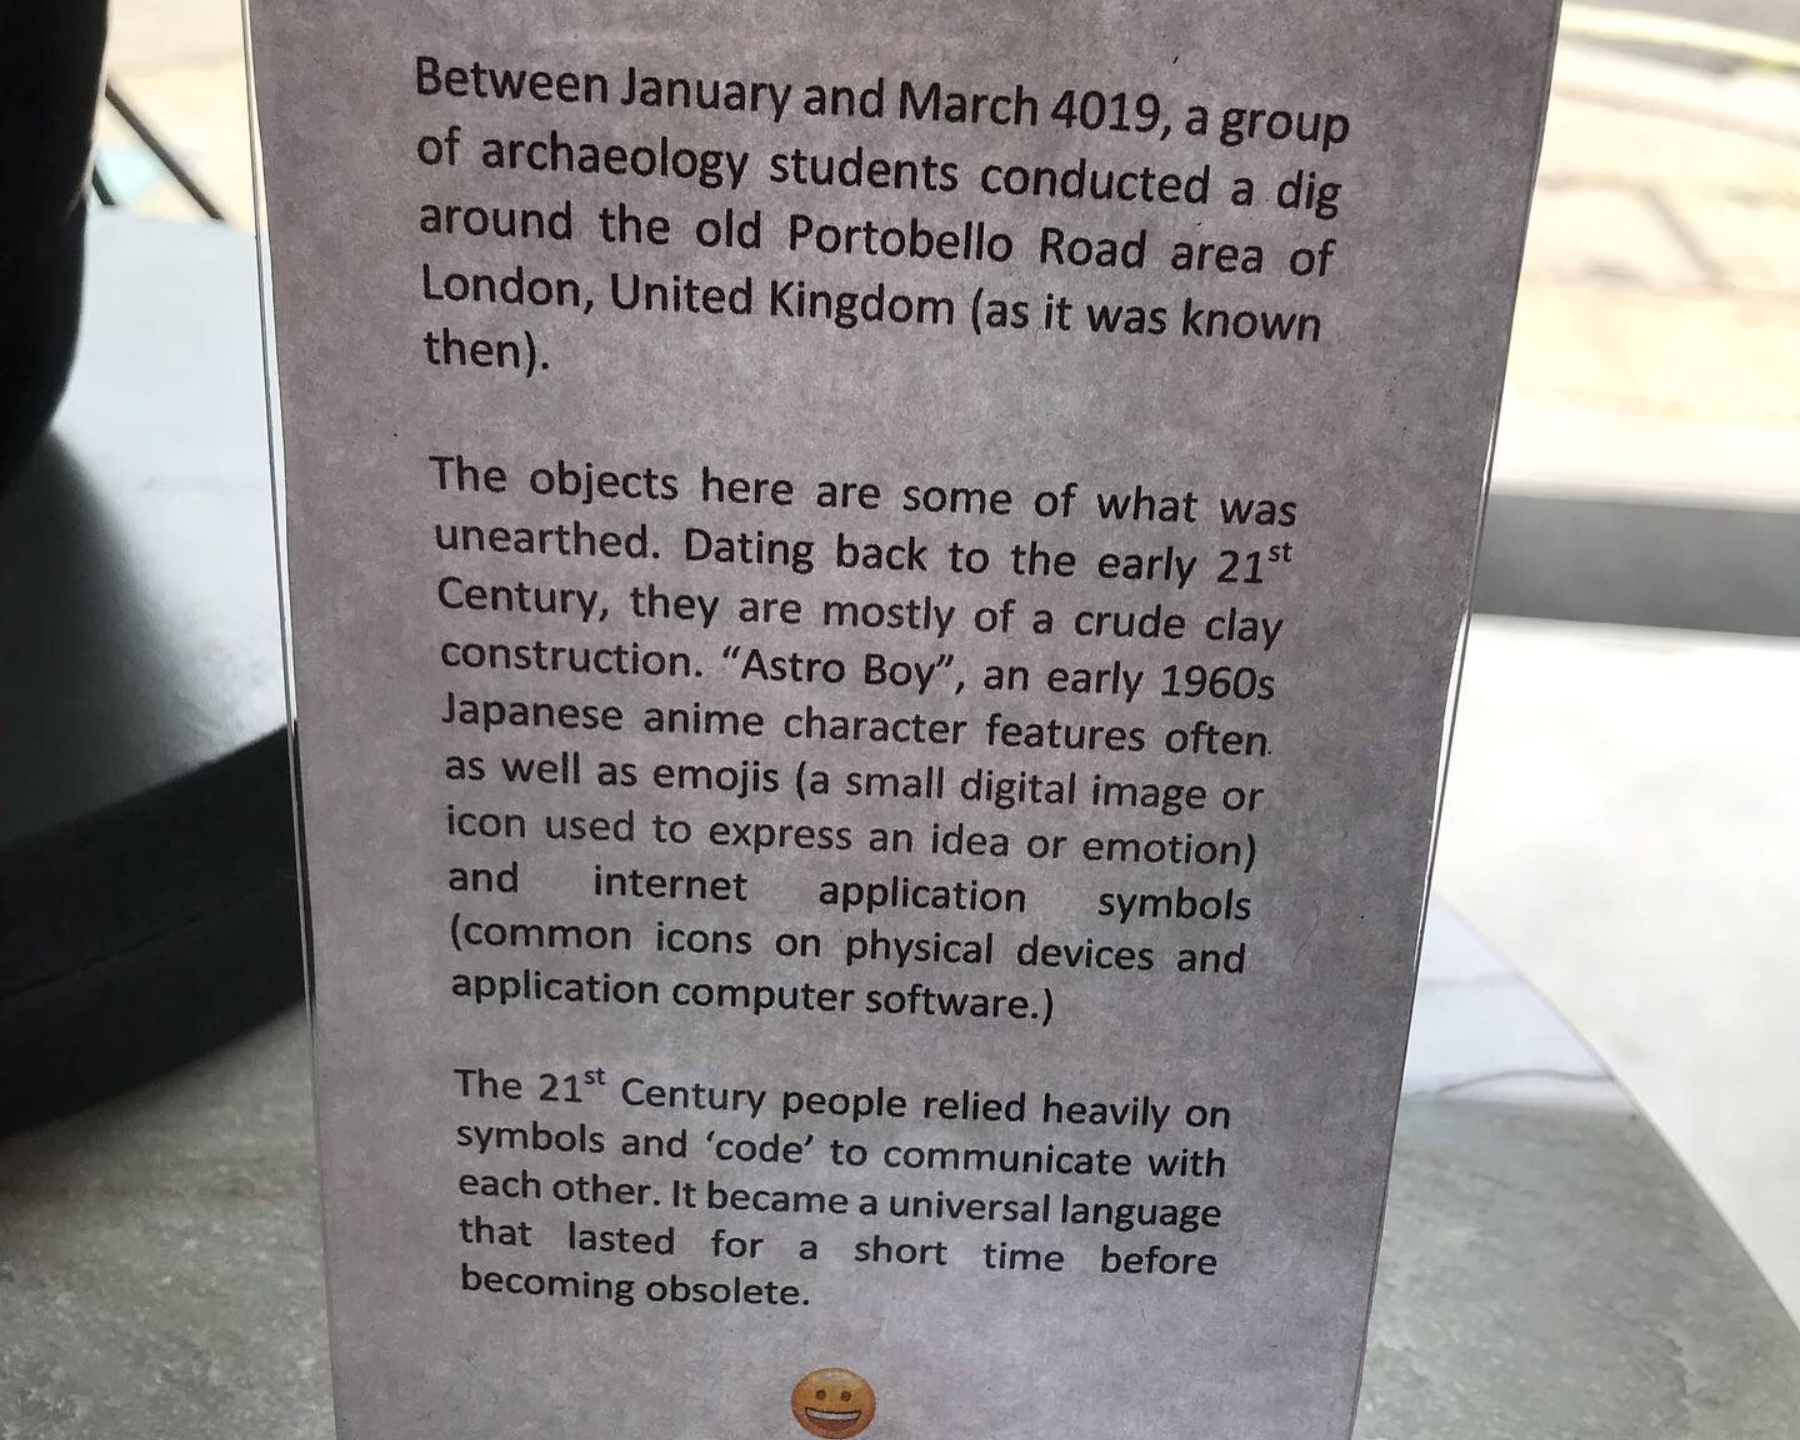 Between January and March 4019, a group
of archaeology students conducted a dig
around the old Portobello Road area of
London, United Kingdom (as it was known
then).
The objects here are some of what was
unearthed. Dating back to the early 21st
Century, they are mostly of a crude clay
construction. “Astro Boy”, an early 1960s
Japanese anime character features often.
as well as emojis (a small digital image or
icon used to express an idea or emotion)
and internet application symbols
(common icons on physical devices and
application computer software.)
The 21st Century people relied heavily on
symbols and ‘code’ to communicate with
each other. It became a universal language
that lasted for a short time before
becoming obsolete.